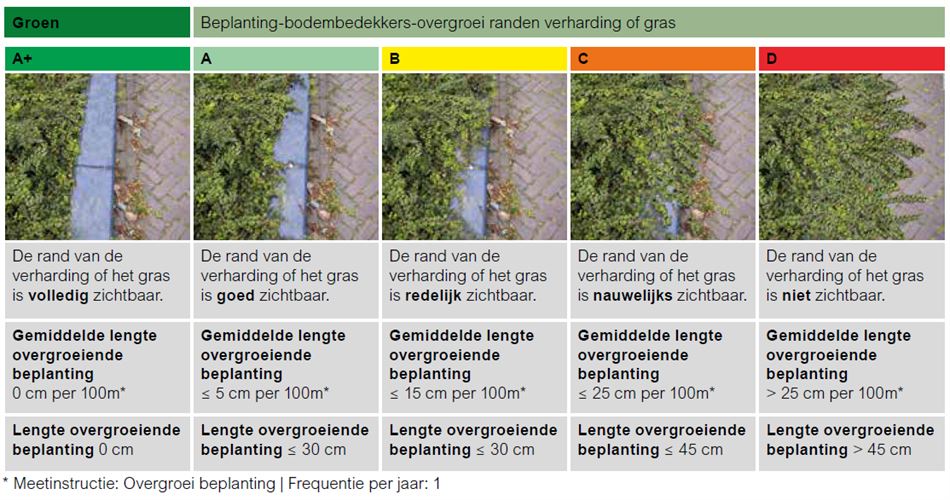 Groen
Beplanting-bodembedekkers-overgroei randen verharding of gras
A+
A
B
C
D
De rand van de
verharding of het gras
is volledig zichtbaar.
De rand van de
verharding of het gras
is goed zichtbaar.
De rand van de
verharding of het gras
is redelijk zichtbaar.
De rand van de
verharding of het gras
is nauwelijks zichtbaar.
De rand van de
verharding of het gras
is niet zichtbaar.
Gemiddelde lengte
overgroeiende
beplanting
0 cm per 100m*
Gemiddelde lengte
overgroeiende
beplanting
≤ 5 cm per 100m*
Gemiddelde lengte
overgroeiende
beplanting
≤ 15 cm per 100m*
Gemiddelde lengte
overgroeiende
beplanting
≤ 25 cm per 100m*
Gemiddelde lengte
overgroeiende
beplanting
> 25 cm per 100m*
Lengte overgroeiende
beplanting 0 cm
Lengte overgroeiende
beplanting ≤ 30 cm
Lengte overgroeiende
beplanting ≤ 30 cm
Lengte overgroeiende
beplanting ≤ 45 cm
Lengte overgroeiende
beplanting > 45 cm
* Meetinstructie: Overgroei beplanting | Frequentie per jaar: 1